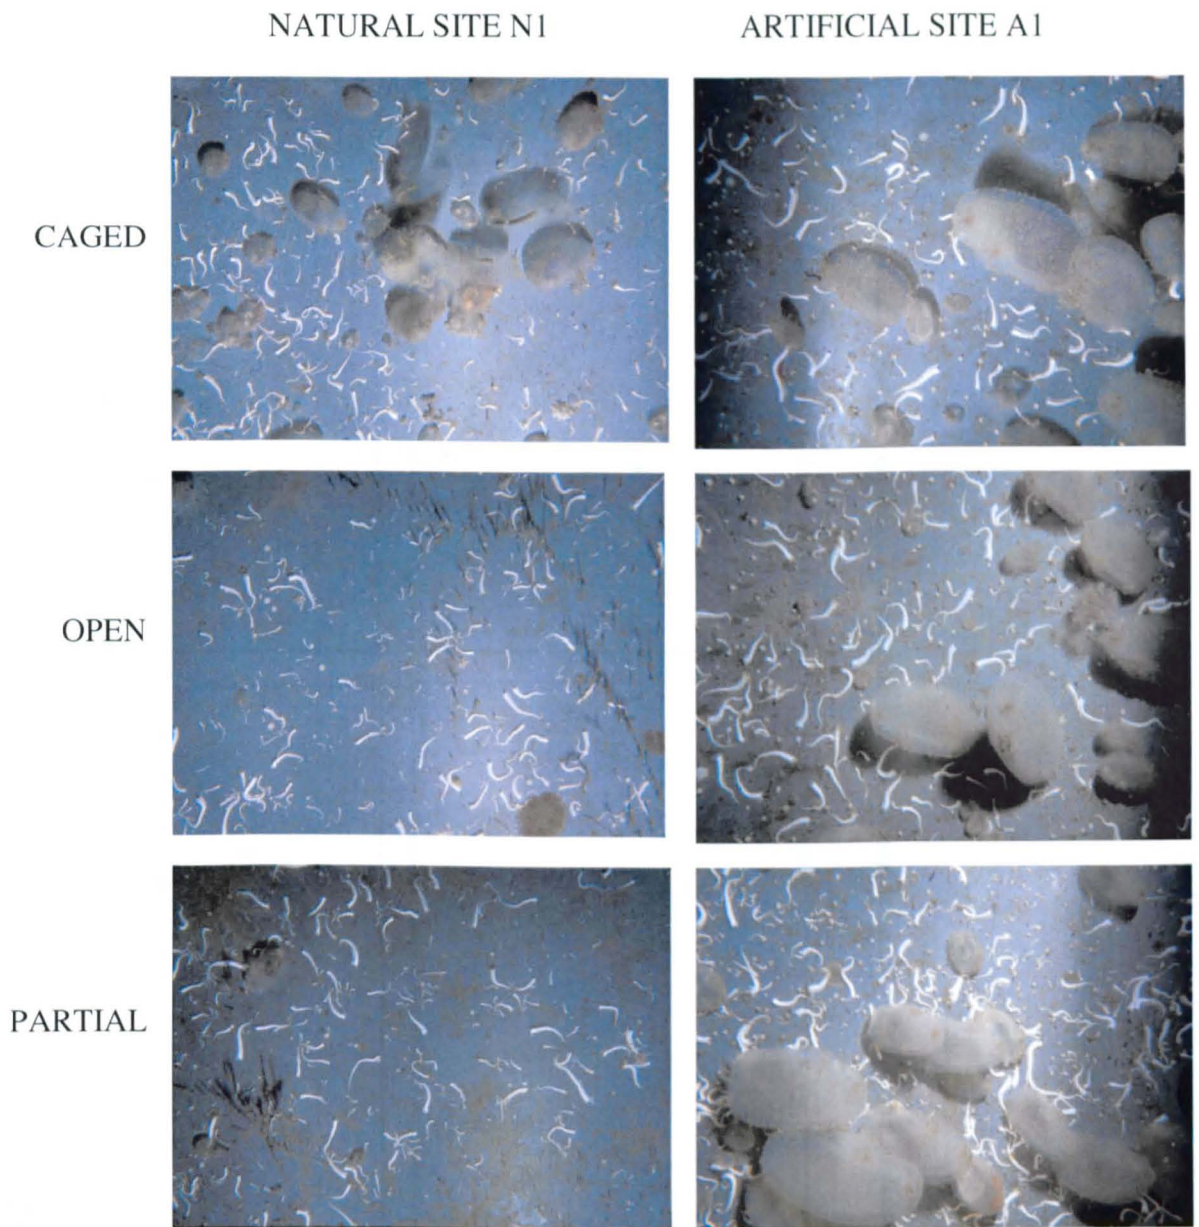 NATURAL SITE N1
ARTIFICIAL SITE A1
CAGED
OPEN
PARTIAL